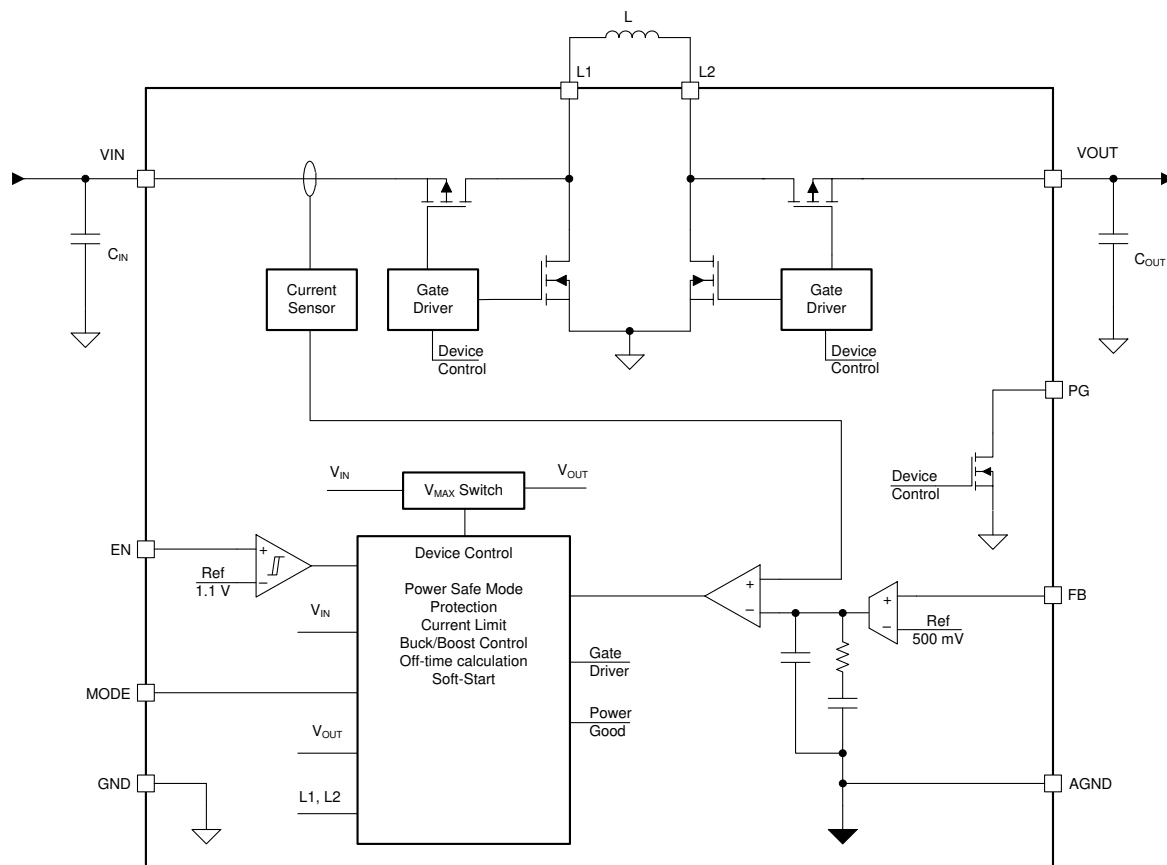 L
L1
L2
VIN
VOUT
CIN
COUT
Current
Sensor
Gate
Driver
Gate
Driver
Device
Control
Device
Control
PG
VIN
VOUT
VMAX Switch
Device
Control
EN
+
−
Ref
1.1 V
Device Control
Power Safe Mode
Protection
Current Limit
Buck/Boost Control
Off-time calculation
Soft-Start
+
−
+
−
FB
Ref
500 mV
VIN
Gate
Driver
MODE
Power
Good
VOUT
GND
L1, L2
AGND